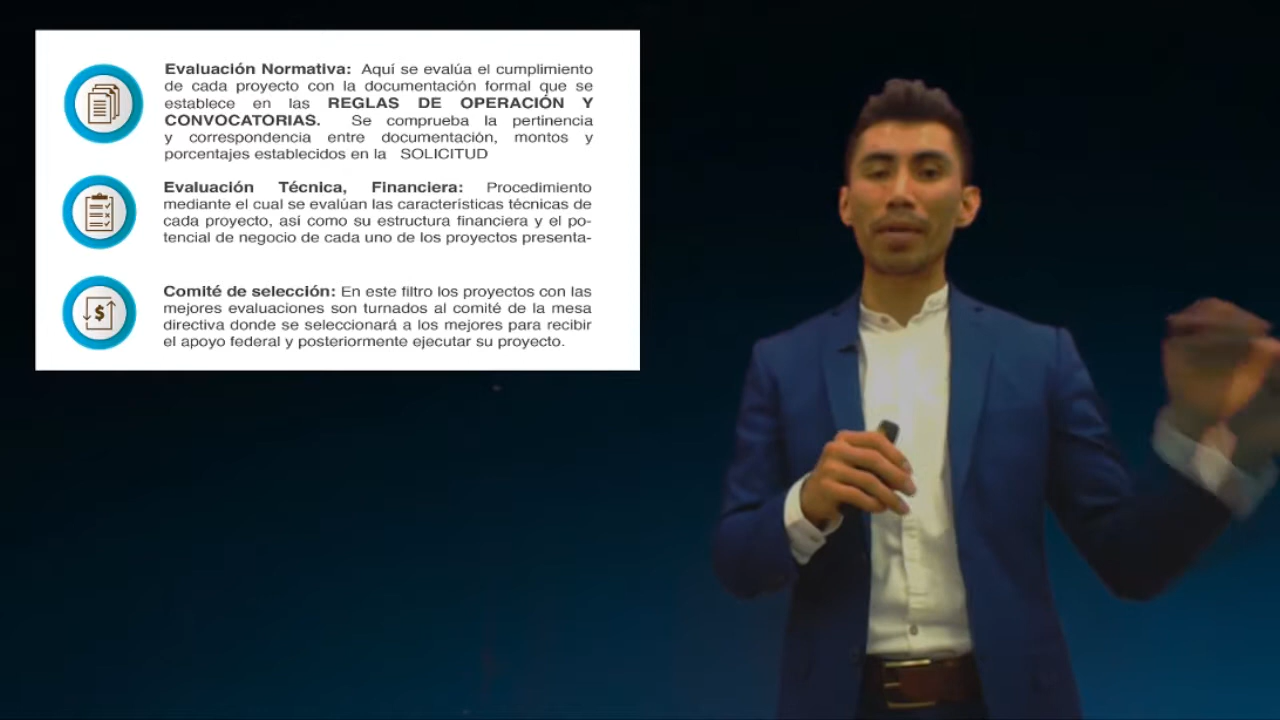 Evaluación Normativa: Aquí se evalúa el cumplimiento
de cada proyecto con la documentación formal que se
establece en las REGLAS DE OPERACIÓN Y
CONVOCATORIAS. Se comprueba la pertinencia
y correspondencia entre documentación, montos y
porcentajes establecidos en la SOLICITUD
Evaluación Técnica, Financiera: Procedimiento
mediante el cual se evalúan las características técnicas de
cada proyecto, asi como su estructura financiera y el po-
tencial de negocio de cada uno de los proyectos presenta-
Comité de selección: En este filtro los proyectos con las
mejores evaluaciones son turnados al comité de la mesa
directiva donde se seleccionará a los mejores para recibir
el apoyo federal y posteriormente ejecutar su proyecto.
$